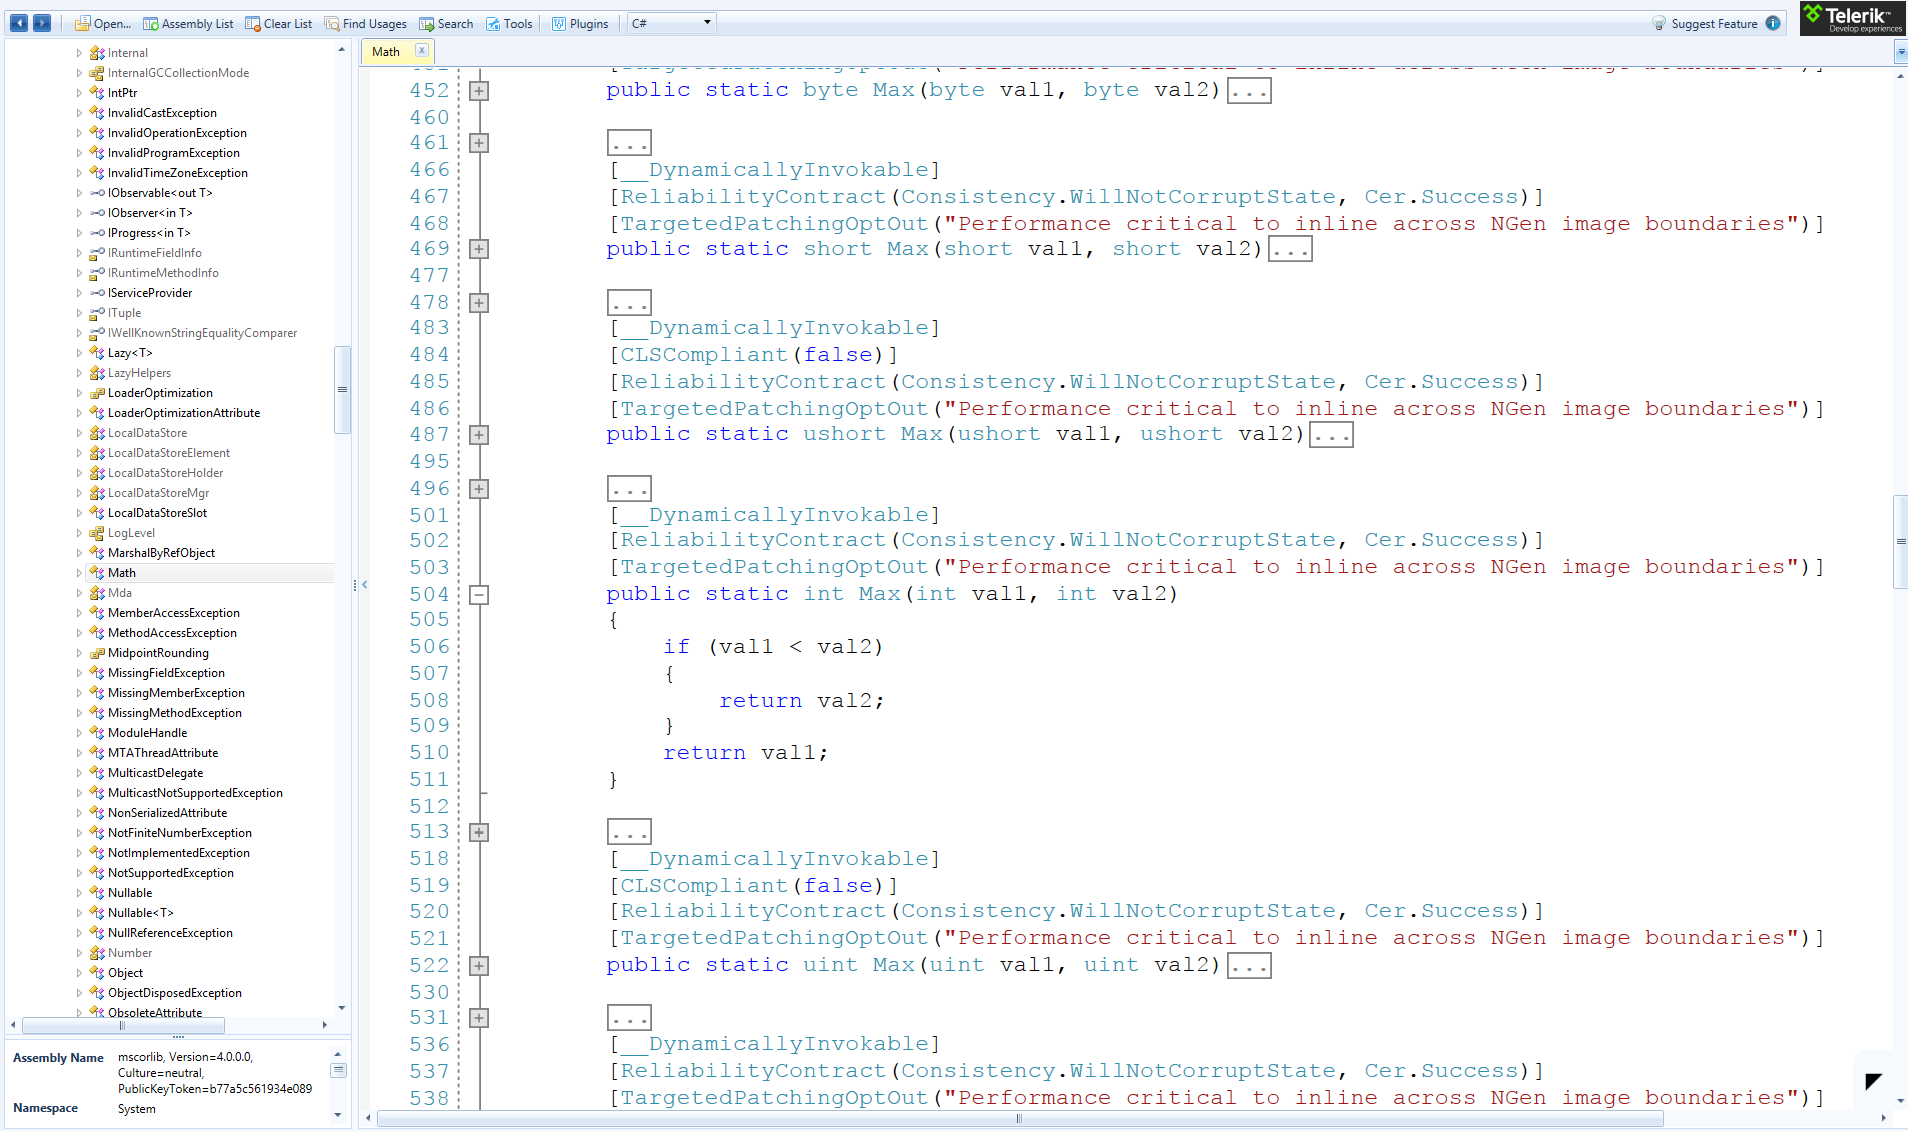 Open... Assembly List Clear List Find Usages Search Tools Plugins C# Suggest Feature
Telerik™
Develop experiences
Internal
InternalGCCollectionMode
IntPtr
InvalidCastException
InvalidOperationException
InvalidProgramException
InvalidTimeZoneException
IObservable<out T>
IObserver<in T>
IProgress<in T>
IRuntimeFieldInfo
IRuntimeMethodInfo
IServiceProvider
ITuple
IWellKnownStringEqualityComparer
Lazy<T>
LazyHelpers
LoaderOptimization
LoaderOptimizationAttribute
LocalDataStore
LocalDataStoreElement
LocalDataStoreHolder
LocalDataStoreMgr
LocalDataStoreSlot
LogLevel
MarshalByRefObject
Math
Mda
MemberAccessException
MethodAccessException
MidpointRounding
MissingFieldException
MissingMemberException
MissingMethodException
ModuleHandle
MTAThreadAttribute
MulticastDelegate
MulticastNotSupportedException
NonSerializedAttribute
NotFiniteNumberException
NotImplementedException
NotSupportedException
Nullable
Nullable<T>
NullReferenceException
Number
Object
ObjectDisposedException
ObsoleteAttribute
Assembly Name mscorlib, Version=4.0.0.0,
Culture=neutral,
PublicKeyToken=b77a5c561934e089
Namespace System
Math x
451 [TargetedPatchingOptOut("Performance critical to inline across NGen image boundaries")]
452 public static byte Max(byte val1, byte val2)...
460
461 ...
466 [__DynamicallyInvokable]
467 [ReliabilityContract(Consistency.WillNotCorruptState, Cer.Success)]
468 [TargetedPatchingOptOut("Performance critical to inline across NGen image boundaries")]
469 public static short Max(short val1, short val2)...
477
478 ...
483 [__DynamicallyInvokable]
484 [CLSCompliant(false)]
485 [ReliabilityContract(Consistency.WillNotCorruptState, Cer.Success)]
486 [TargetedPatchingOptOut("Performance critical to inline across NGen image boundaries")]
487 public static ushort Max(ushort val1, ushort val2)...
495
496 ...
501 [__DynamicallyInvokable]
502 [ReliabilityContract(Consistency.WillNotCorruptState, Cer.Success)]
503 [TargetedPatchingOptOut("Performance critical to inline across NGen image boundaries")]
504 public static int Max(int val1, int val2)
505 {
506 if (val1 < val2)
507 {
508 return val2;
509 }
510 return val1;
511 }
512
513 ...
518 [__DynamicallyInvokable]
519 [CLSCompliant(false)]
520 [ReliabilityContract(Consistency.WillNotCorruptState, Cer.Success)]
521 [TargetedPatchingOptOut("Performance critical to inline across NGen image boundaries")]
522 public static uint Max(uint val1, uint val2)...
530
531 ...
536 [__DynamicallyInvokable]
537 [ReliabilityContract(Consistency.WillNotCorruptState, Cer.Success)]
538 [TargetedPatchingOptOut("Performance critical to inline across NGen image boundaries")]